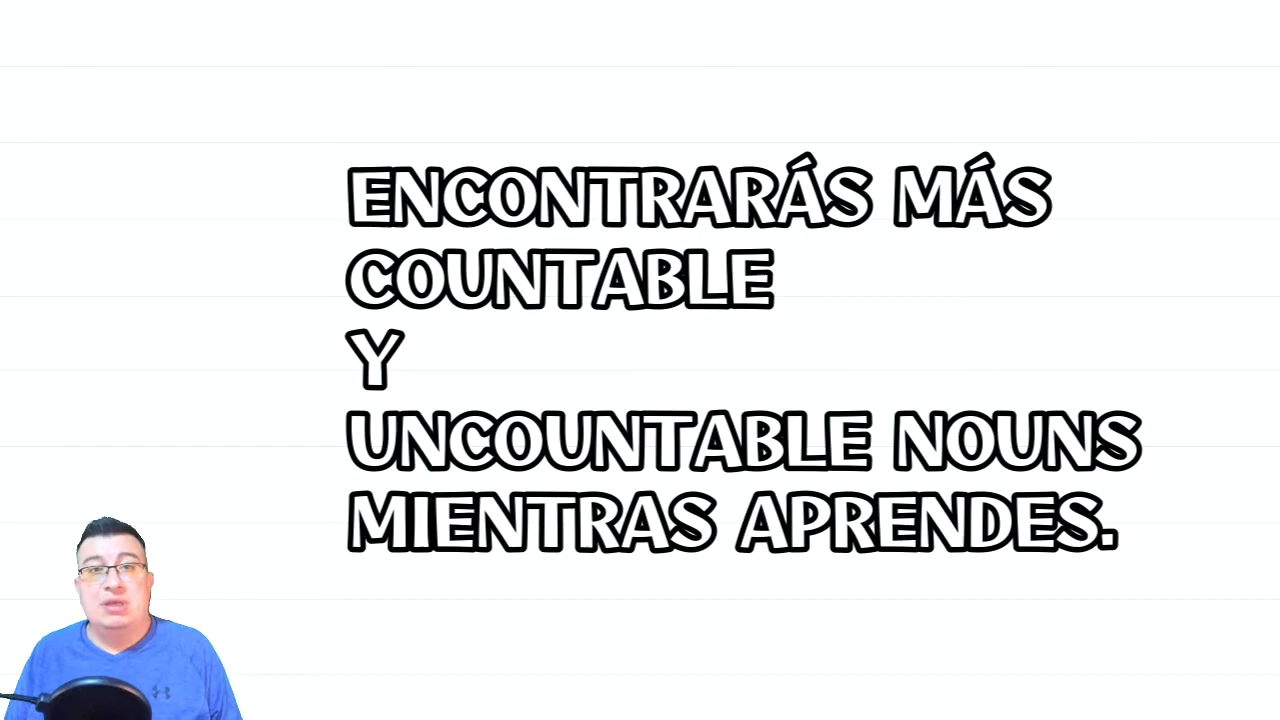 ENCONTRARÁS MÁS
COUNTABLE
Y
UNCOUNTABLE NOUNS
MIENTRAS APRENDES.